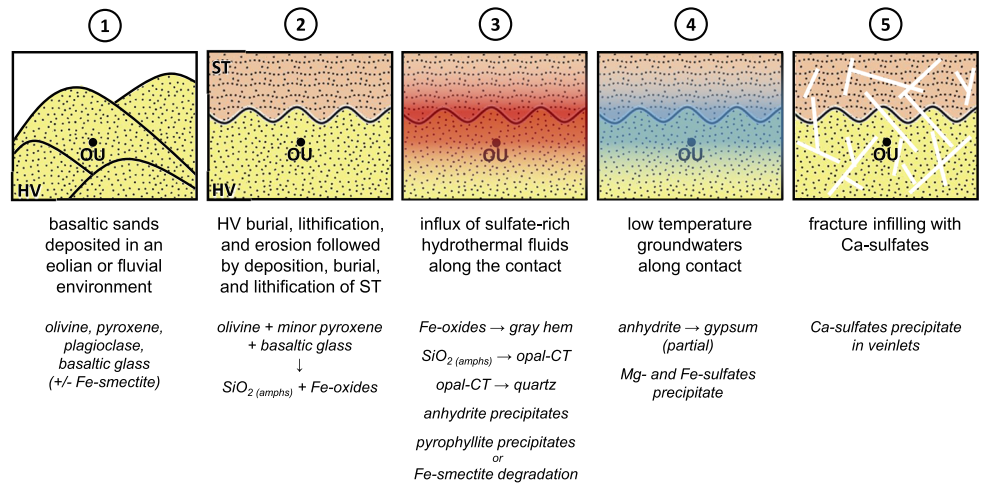 1
2
3
4
5
OU
HV
ST
OU
HV
OU
OU
OU
basaltic sands
deposited in an
eolian or fluvial
environment
olivine, pyroxene,
plagioclase,
basaltic glass
(+/- Fe-smectite)
HV burial, lithification,
and erosion followed
by deposition, burial,
and lithification of ST
olivine + minor pyroxene
+ basaltic glass
↓
SiO2 (amphs) + Fe-oxides
influx of sulfate-rich
hydrothermal fluids
along the contact
Fe-oxides → gray hem
SiO2 (amphs) → opal-CT
opal-CT → quartz
anhydrite precipitates
pyrophyllite precipitates
or
Fe-smectite degradation
low temperature
groundwaters
along contact
anhydrite → gypsum
(partial)
Mg- and Fe-sulfates
precipitate
fracture infilling with
Ca-sulfates
Ca-sulfates precipitate
in veinlets